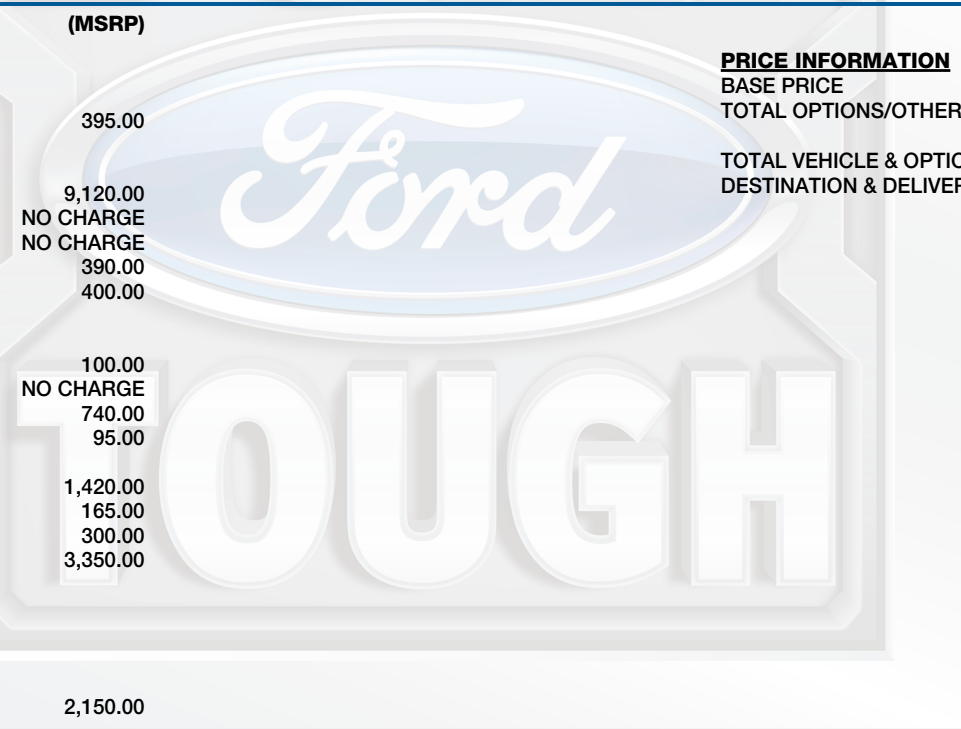 (MSRP)
395.00
9,120.00
NO CHARGE
NO CHARGE
390.00
400.00
100.00
NO CHARGE
740.00
95.00
1,420.00
165.00
300.00
3,350.00
2,150.00
PRICE INFORMATION
BASE PRICE
TOTAL OPTIONS/OTHER
TOTAL VEHICLE & OPTIO
DESTINATION & DELIVER
Ford
TOUGH